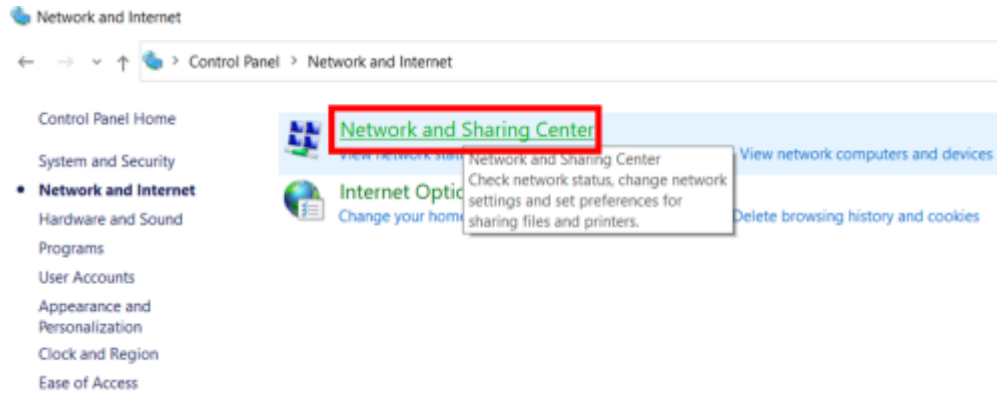 Network and Internet
Control Panel > Network and Internet
Control Panel Home
System and Security
Network and Internet
Hardware and Sound
Programs
User Accounts
Appearance and
Personalization
Clock and Region
Ease of Access
Network and Sharing Center
View network View network computers and devices
Network and Sharing Center
Check network status, change network
settings and set preferences for
sharing files and printers.
Internet
Change your Delete browsing history and cookies